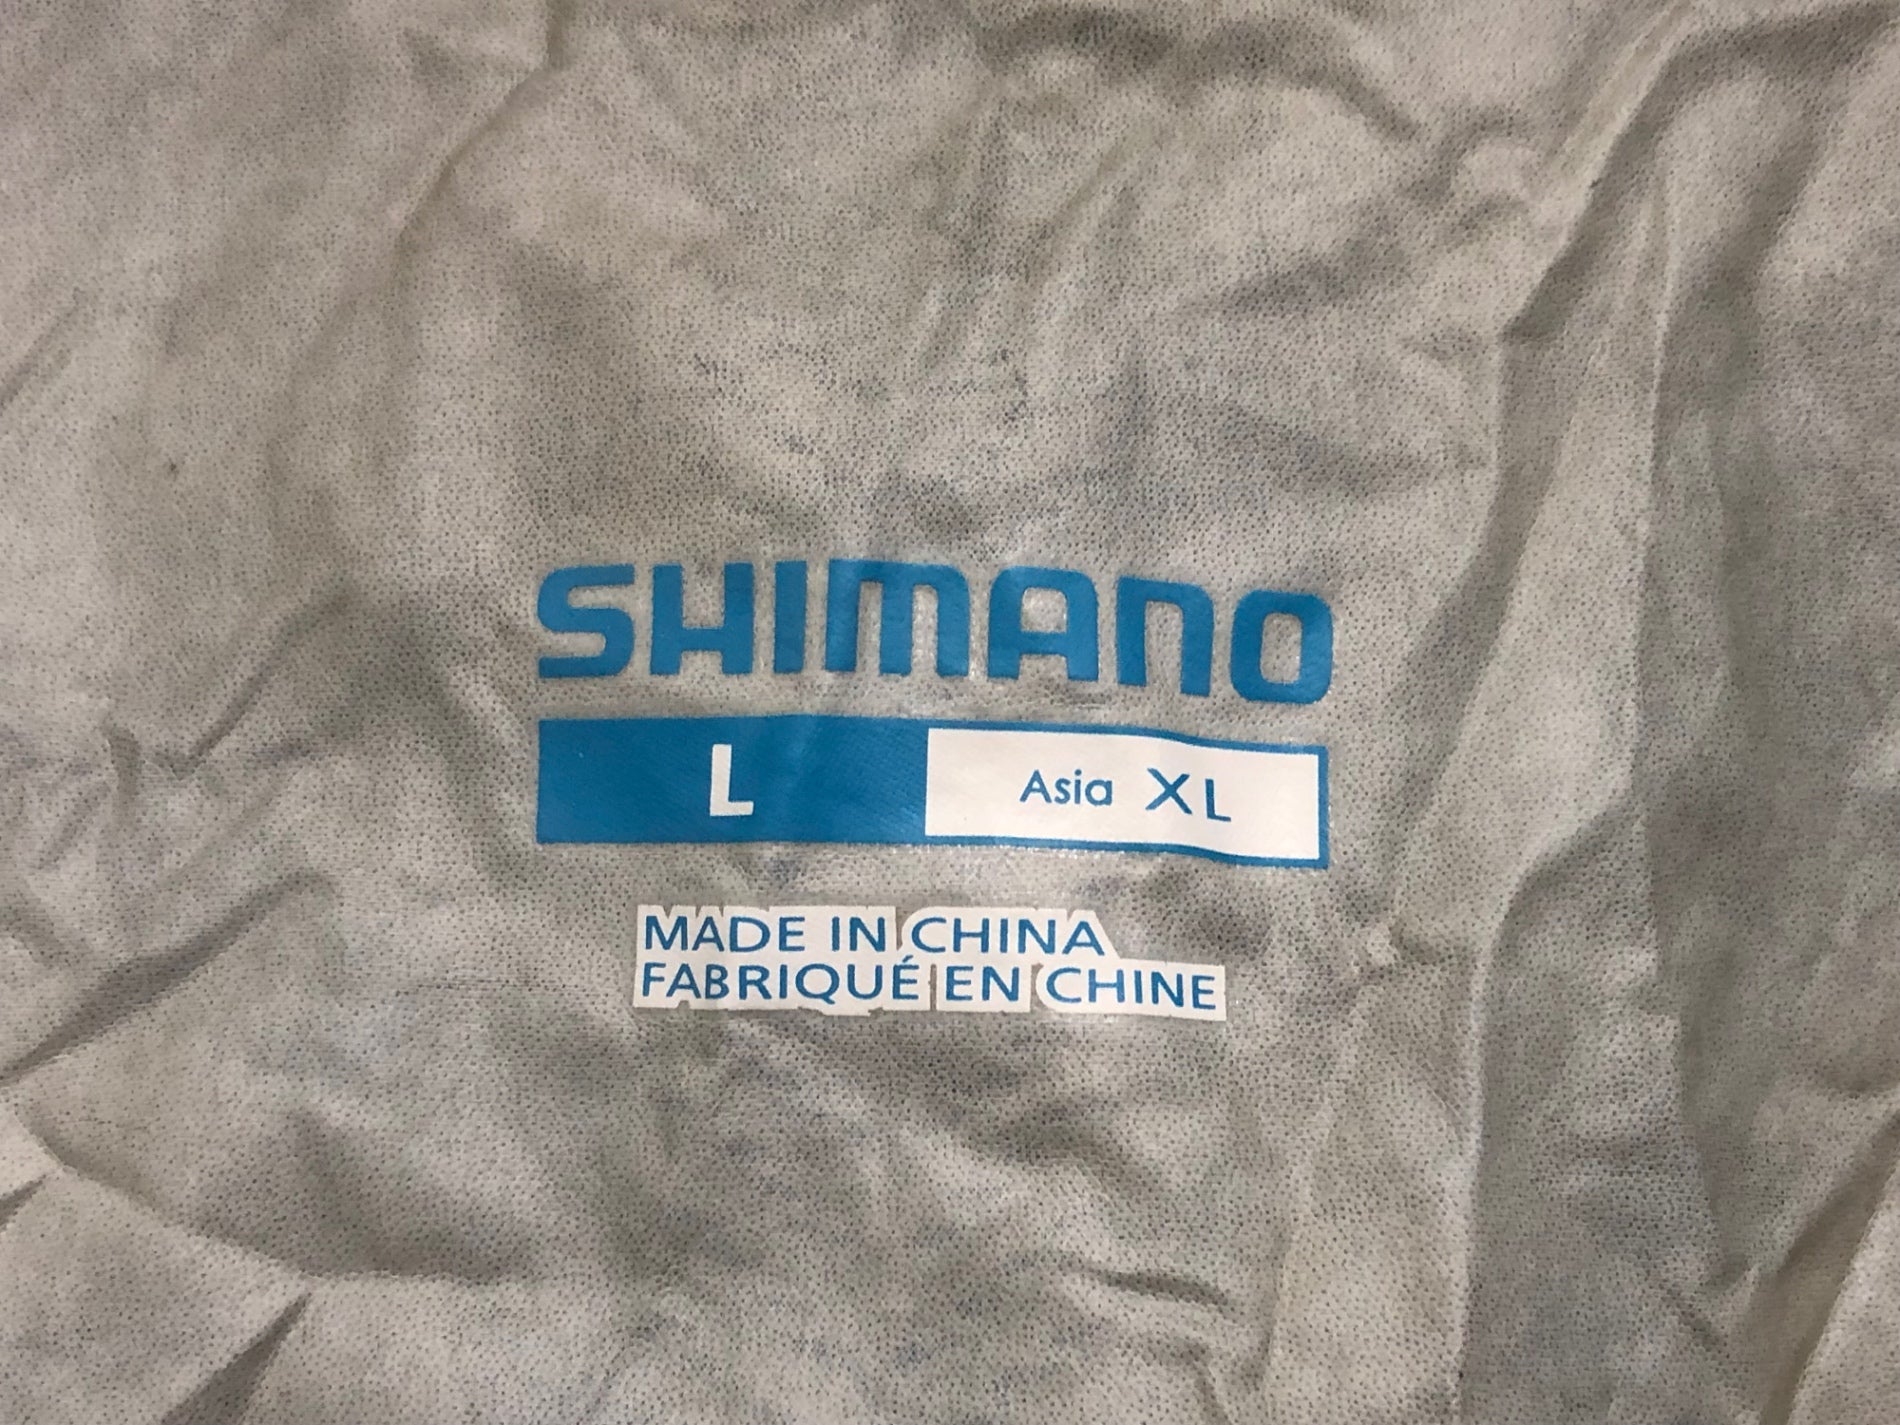 SHIMANO
L Asia XL
MADE IN CHINA
FABRIQUÉ EN CHINE